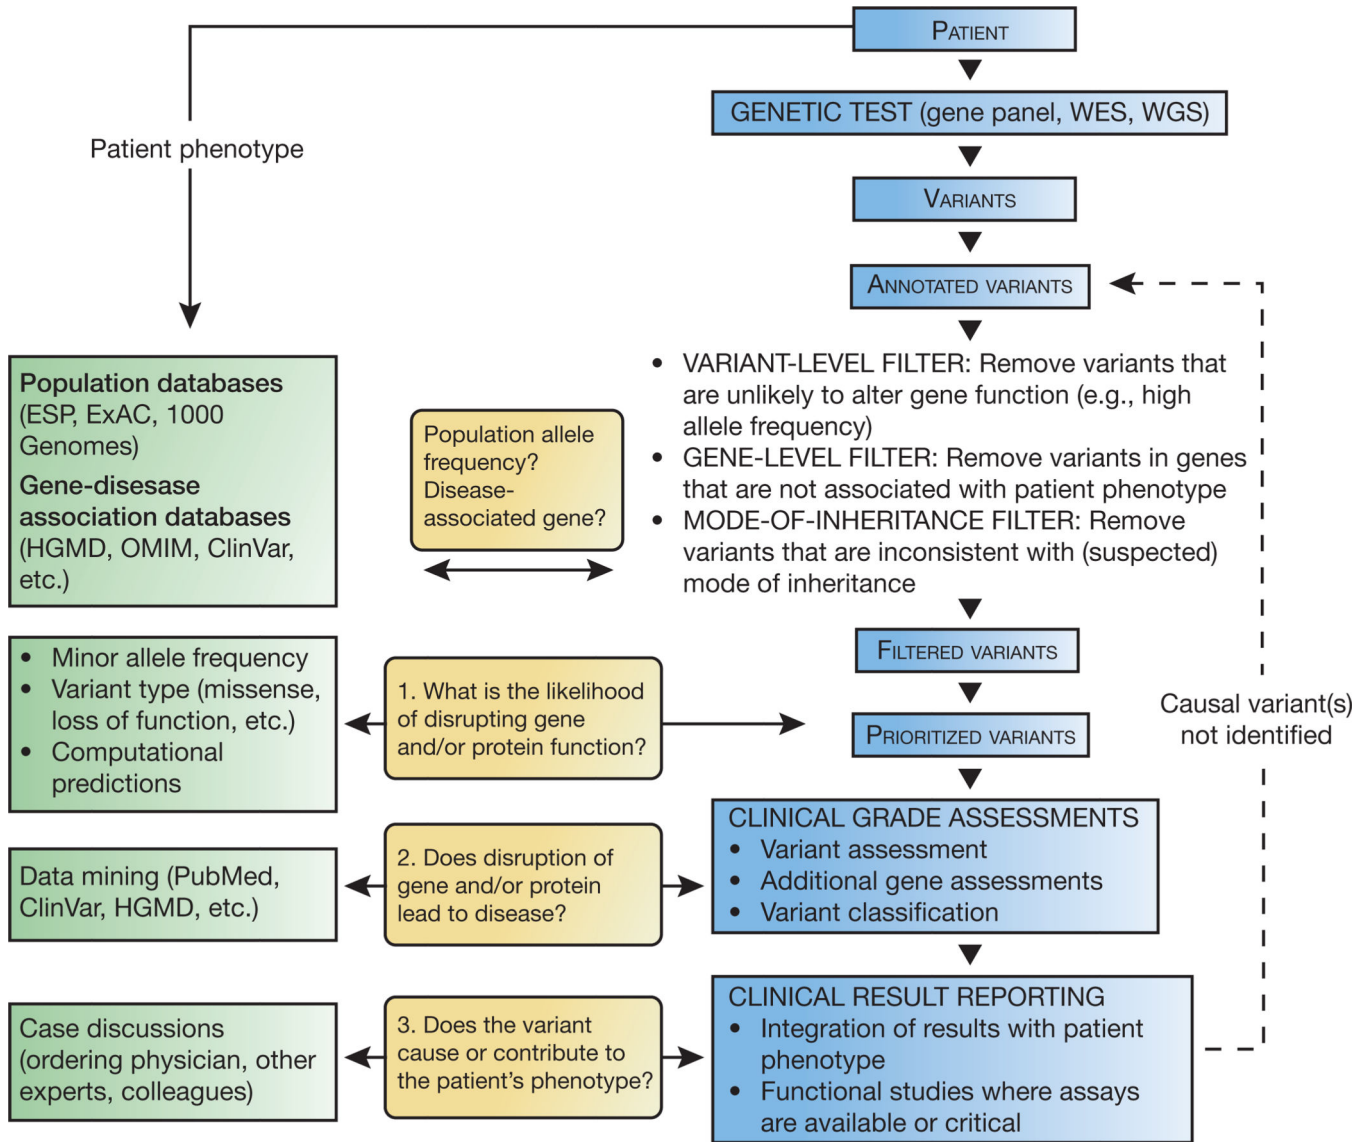 PATIENT
GENETIC TEST (gene panel, WES, WGS)
Patient phenotype
VARIANTS
ANNOTATED VARIANTS
• VARIANT-LEVEL FILTER: Remove variants that
are unlikely to alter gene function (e.g., high
allele frequency)
• GENE-LEVEL FILTER: Remove variants in genes
that are not associated with patient phenotype
• MODE-OF-INHERITANCE FILTER: Remove
variants that are inconsistent with (suspected)
mode of inheritance
Population databases
(ESP, ExAC, 1000
Genomes)
Gene-disesase
association databases
(HGMD, OMIM, ClinVar,
etc.)
Population allele
frequency?
Disease-
associated gene?
FILTERED VARIANTS
• Minor allele frequency
• Variant type (missense,
loss of function, etc.)
• Computational
predictions
1. What is the likelihood
of disrupting gene
and/or protein function?
PRIORITIZED VARIANTS
Causal variant(s)
not identified
Data mining (PubMed,
ClinVar, HGMD, etc.)
2. Does disruption of
gene and/or protein
lead to disease?
CLINICAL GRADE ASSESSMENTS
• Variant assessment
• Additional gene assessments
• Variant classification
Case discussions
(ordering physician, other
experts, colleagues)
3. Does the variant
cause or contribute to
the patient's phenotype?
CLINICAL RESULT REPORTING
• Integration of results with patient
phenotype
• Functional studies where assays
are available or critical